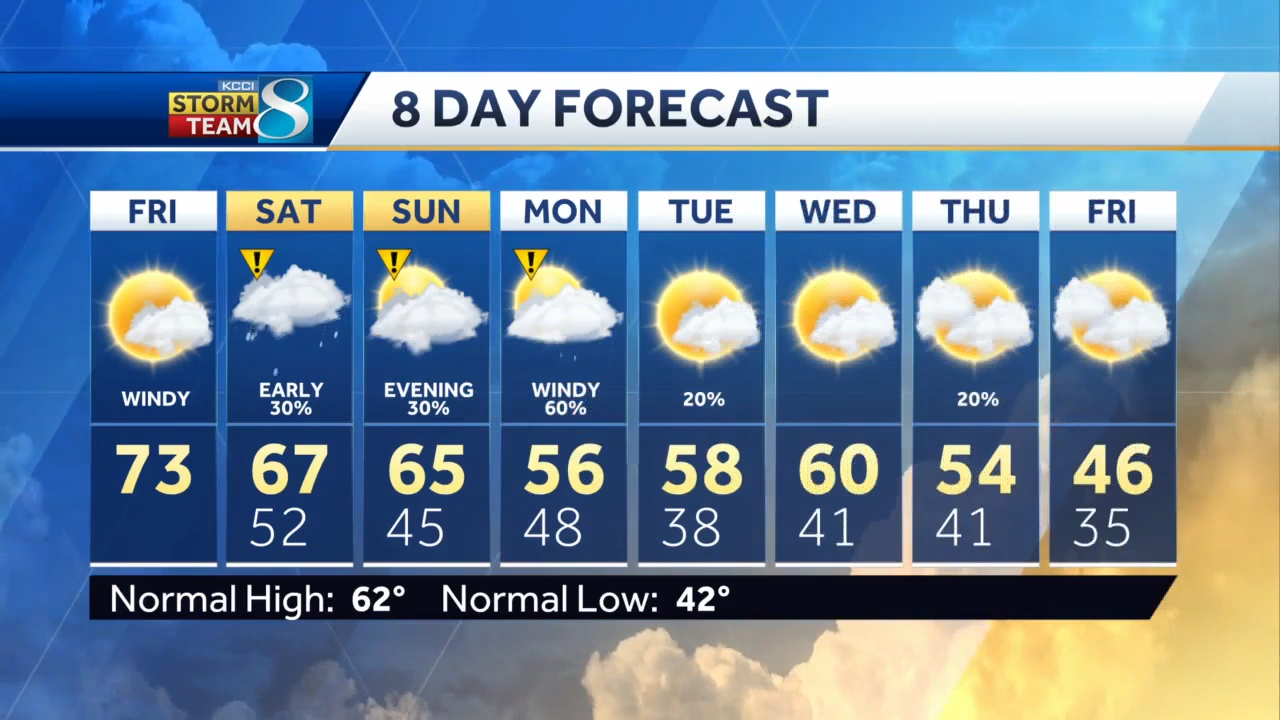 KCCI
STORM
TEAM 8
8 DAY FORECAST
FRI SAT SUN MON TUE WED THU FRI
! ! !
WINDY EARLY 30% EVENING 30% WINDY 60% 20% 20%
73 67 65 56 58 60 54 46
52 45 48 38 41 41 35
Normal High: 62° Normal Low: 42°